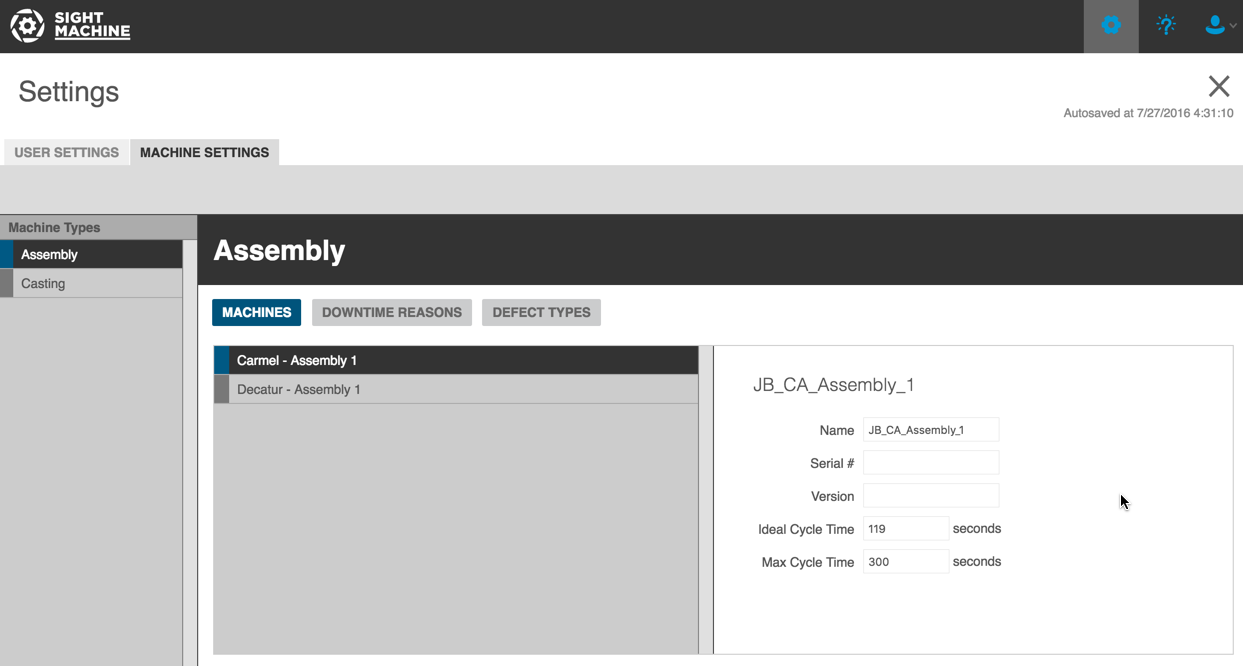 SIGHT
MACHINE
Settings
Autosaved at 7/27/2016 4:31:10
USER SETTINGS
MACHINE SETTINGS
Machine Types
Assembly
Casting
Assembly
MACHINES
DOWNTIME REASONS
DEFECT TYPES
Carmel - Assembly 1
Decatur - Assembly 1
JB_CA_Assembly_1
Name JB_CA_Assembly_1
Serial #
Version
Ideal Cycle Time 119 seconds
Max Cycle Time 300 seconds